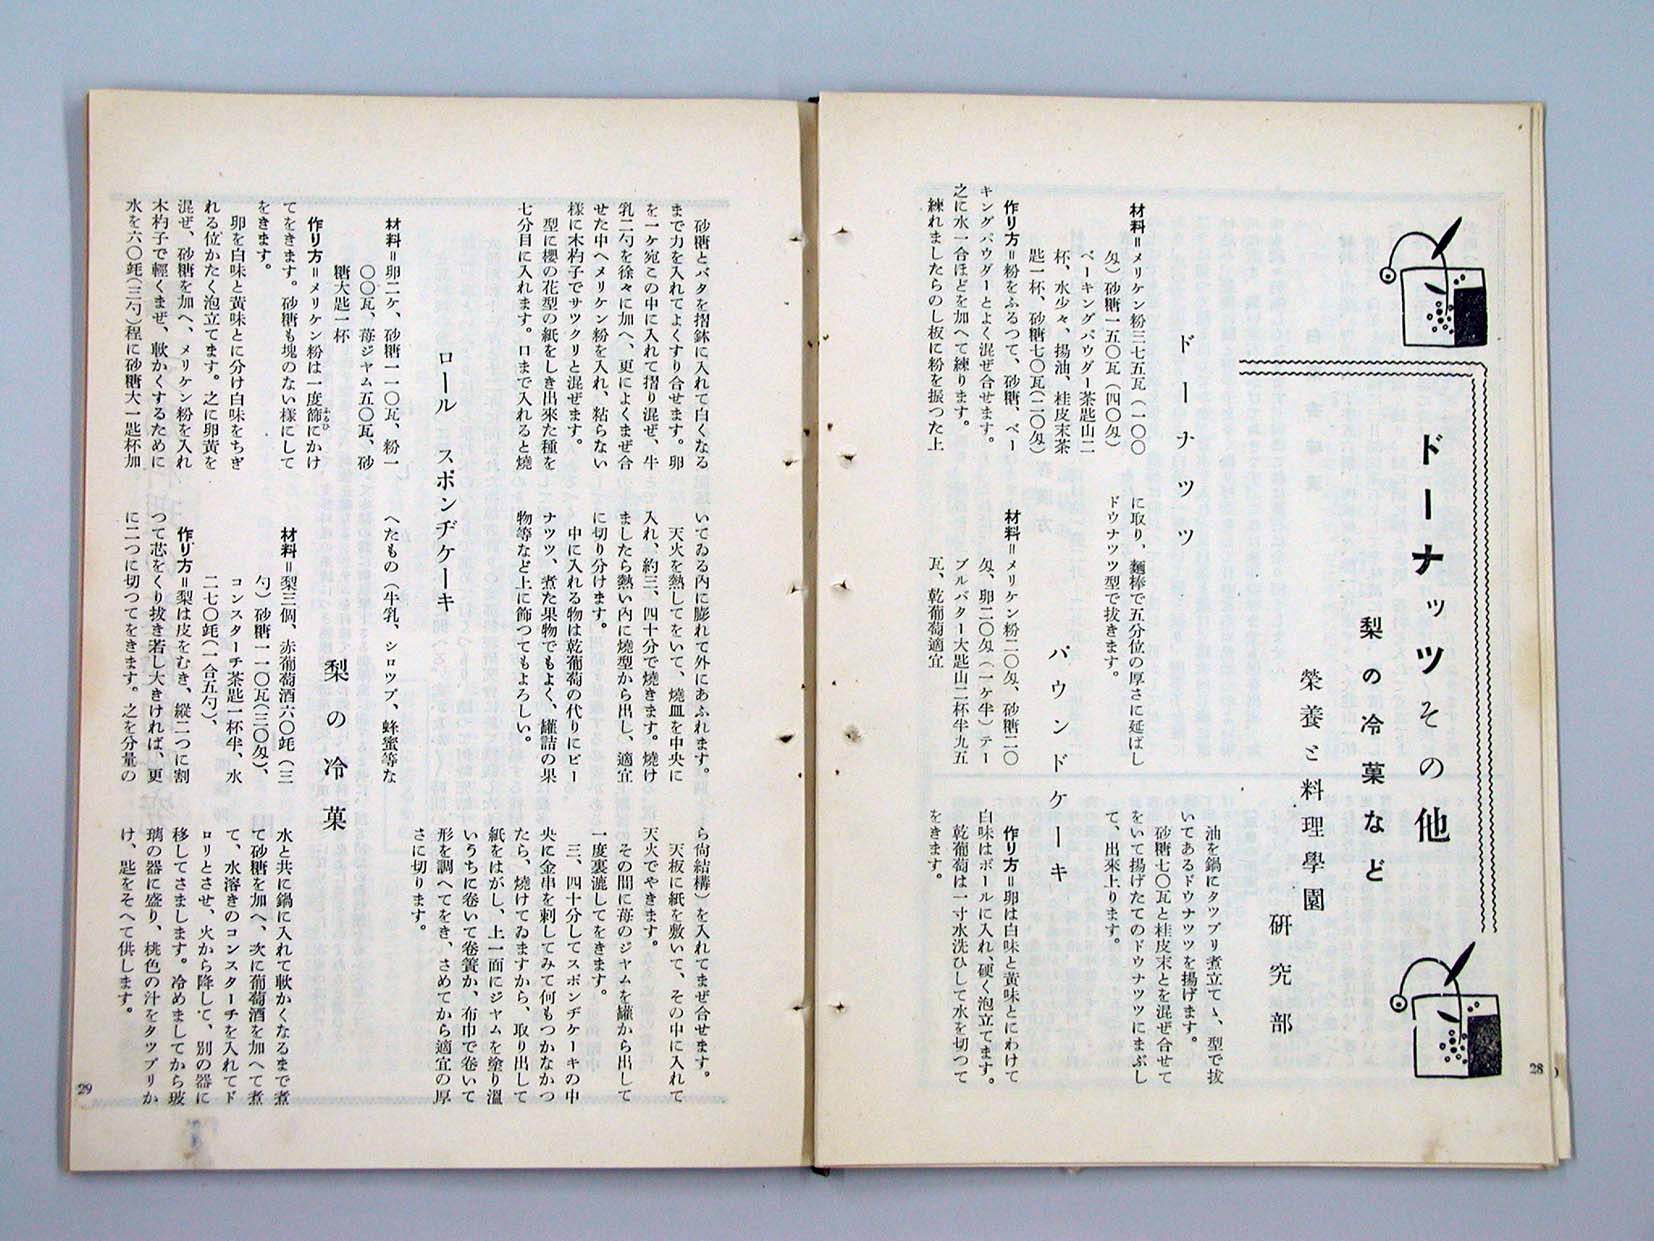 ドーナッツその他
梨の冷菓など
榮養と料理學園
研究部
ドーナッツ
材料＝メリケン粉三七五瓦(一〇〇
匁)砂糖一五〇瓦(四〇匁)
ベーキングパウダー茶匙山二
杯、水少々、揚油、桂皮末茶
匙一杯、砂糖七〇瓦(二〇匁)
作り方＝粉をふるつて、砂糖、ベー
キングパウダーとよく混ぜ合せます。
之に水一合ほどを加へて練ります。
練れましたらのし板に粉を振つた上
に取り、麺棒で五分位の厚さに延ばし
ドウナツツ型で抜きます。
油を鍋にタツプリ煮立てゝ、型で抜
いてあるドウナツツを揚げます。
砂糖七〇瓦と桂皮末とを混ぜ合せて
をいて揚げたてのドウナツツにまぶし
て、出來上ります。
パウンドケーキ
材料＝メリケン粉二〇匁、砂糖二〇
匁、卵二〇匁(一ケ半)テー
ブルバター大匙山二杯半九五
瓦、乾葡萄適宜
作り方＝卵は白味と黄味とにわけて
白味はボールに入れ、硬く泡立てます。
乾葡萄は一寸水洗ひして水を切つて
をきます。
28
砂糖とバタを摺鉢に入れて白くなる
まで力を入れてよくすり合せます。卵
を一ケ宛この中に入れて摺り混ぜ、牛
乳二勺を徐々に加へ、更によくまぜ合
せた中へメリケン粉を入れ、粘らない
樣に木杓子でサツクリと混ぜます。
型に櫻の花型の紙をしき出來た種を
七分目に入れます。口まで入れると燒
いてゐる内に膨れて外にあふれます。
天火を熱してをいて、燒皿を中央に
入れ、約三、四十分で燒きます。燒け
ましたら熱い内に燒型から出し、適宜
に切り分けます。
中に入れる物は乾葡萄の代りにピー
ナツツ、煮た果物でもよく、罐詰の果
物等など上に飾つてもよろしい。
ロール スポンヂケーキ
材料＝卵二ケ、砂糖一一〇瓦、粉一
〇〇瓦、苺ジャム五〇瓦、砂
糖大匙一杯
作り方＝メリケン粉は一度篩にかけ
ふるひ
てをきます。砂糖も塊のない樣にして
をきます。
卵を白味と黄味とに分け白味をちぎ
れる位かたく泡立てます。之に卵黄を
混ぜ、砂糖を加へ、メリケン粉を入れ
木杓子で輕くまぜ、軟かくするために
水を六〇竓(三勺)程に砂糖大一匙杯加
へたもの(牛乳、シロツプ、蜂蜜等な
ら尙結構)を入れてまぜ合せます。
天板に紙を敷いて、その中に入れて
天火でやきます。
その間に苺のジヤムを罐から出して
一度裏漉してをきます。
三、四十分してスポンヂケーキの中
央に金串を刺してみて何もつかなかつ
たら、燒けてゐますから、取り出して
紙をはがし、上一面にジヤムを塗り溫
いうちに卷いて卷簀か、布巾で卷いて
形を調へてをき、さめてから適宜の厚
さに切ります。
梨の冷菓
材料＝梨三個、赤葡萄酒六〇竓(三
勺)砂糖一一〇瓦(三〇匁)、
コンスターチ茶匙一杯半、水
二七〇竓(一合五勺)、
作り方＝梨は皮をむき、縱二つに割
つて芯をくり抜き若し大きければ、更
に二つに切つてをきます。之を分量の
水と共に鍋に入れて軟かくなるまで煮
て砂糖を加へ、次に葡萄酒を加へて煮
て、水溶きのコンスターチを入れてド
ロリとさせ、火から降して、別の器に
移してさまします。冷めましてから玻
璃の器に盛り、桃色の汁をタツプリか
け、匙をそへて供します。
29